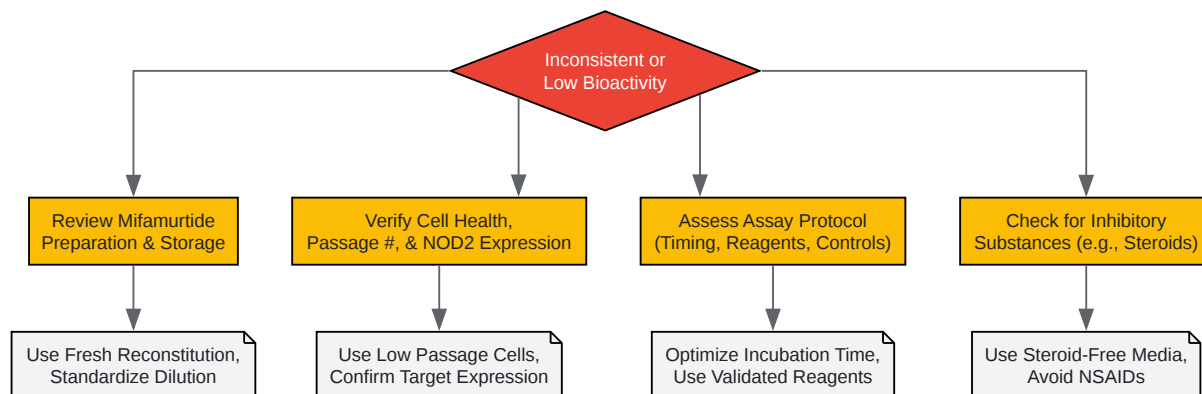 Inconsistent or
Low Bioactivity
Review Mifamurtide
Preparation & Storage
Verify Cell Health,
Passage #, & NOD2 Expression
Assess Assay Protocol
(Timing, Reagents, Controls)
Check for Inhibitory
Substances (e.g., Steroids)
Use Fresh Reconstitution,
Standardize Dilution
Use Low Passage Cells,
Confirm Target Expression
Optimize Incubation Time,
Use Validated Reagents
Use Steroid-Free Media,
Avoid NSAIDs